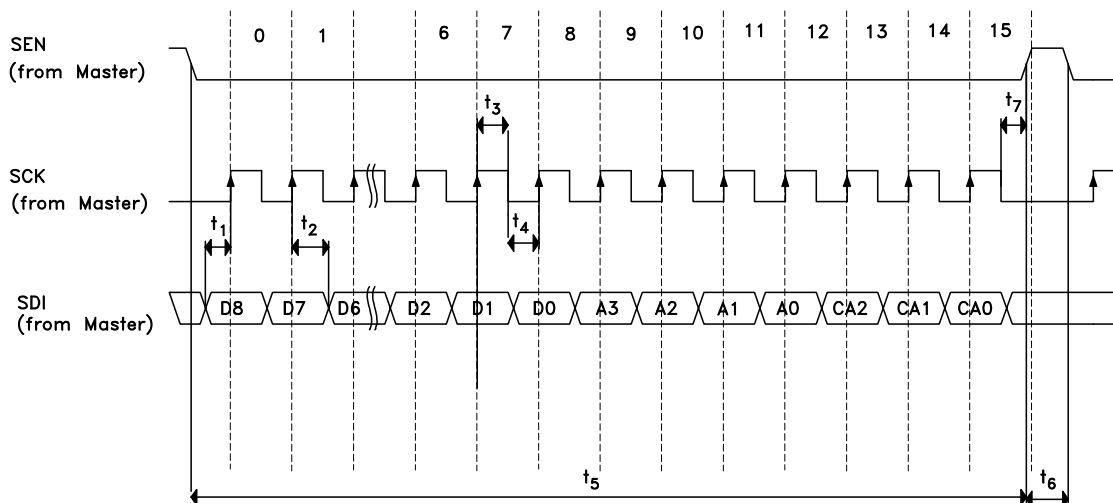 0 1 6 7 8 9 10 11 12 13 14 15
SEN
(from Master)
t3 t7
SCK
(from Master)
t1 t2 t4
SDI
(from Master)
D8 D7 D6 D2 D1 D0 A3 A2 A1 A0 CA2 CA1 CA0
t5 t6